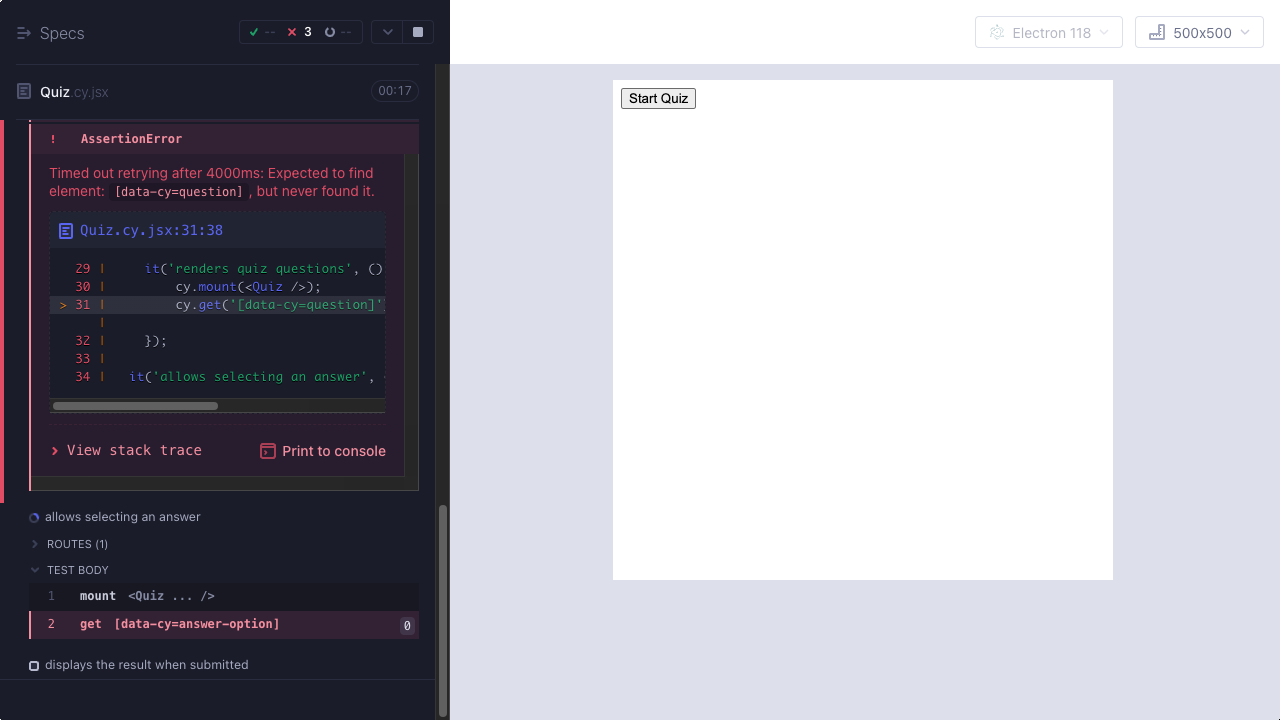 Specs
--
3
--
Electron 118
500x500
Quiz.cy.jsx
00:17
Start Quiz
! AssertionError
Timed out retrying after 4000ms: Expected to find
element: [data-cy=question], but never found it.
Quiz.cy.jsx:31:38
29 | it('renders quiz questions', ()
30 | cy.mount(<Quiz />);
> 31 | cy.get('[data-cy=question]'
|
32 | });
33 |
34 | it('allows selecting an answer',
View stack trace
Print to console
allows selecting an answer
ROUTES (1)
TEST BODY
1 mount <Quiz ... />
2 get [data-cy=answer-option] 0
displays the result when submitted